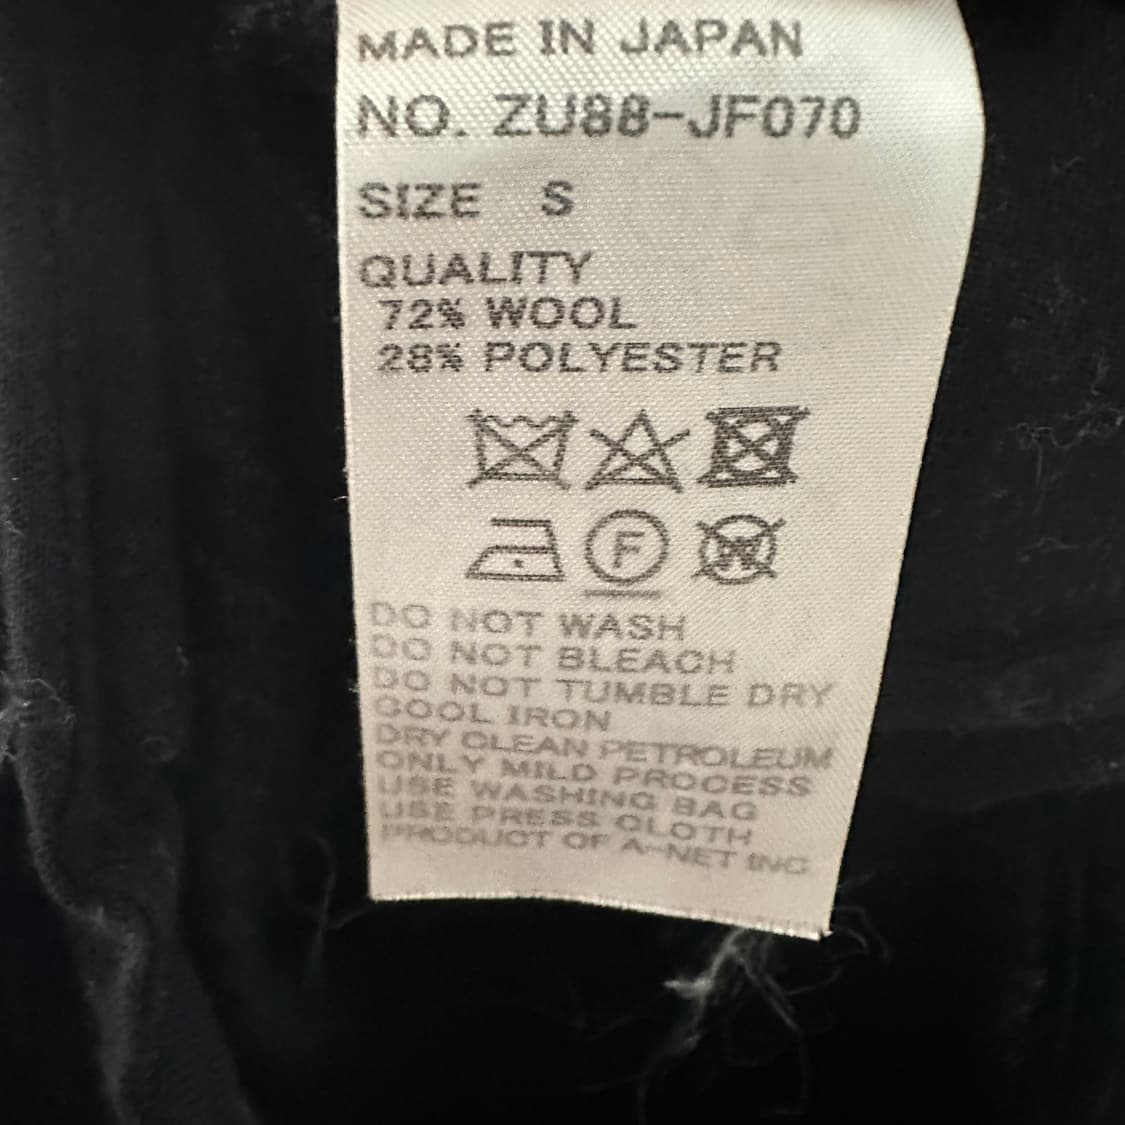 MADE IN JAPAN
NO. ZU88-JF070
SIZE S
QUALITY
72% WOOL
28% POLYESTER
F
W
DO NOT WASH
DO NOT BLEACH
DO NOT TUMBLE DRY
COOL IRON
DRY CLEAN PETROLEUM
ONLY MILD PROCESS
USE WASHING BAG
USE PRESS CLOTH
PRODUCT OF A-NET INC.